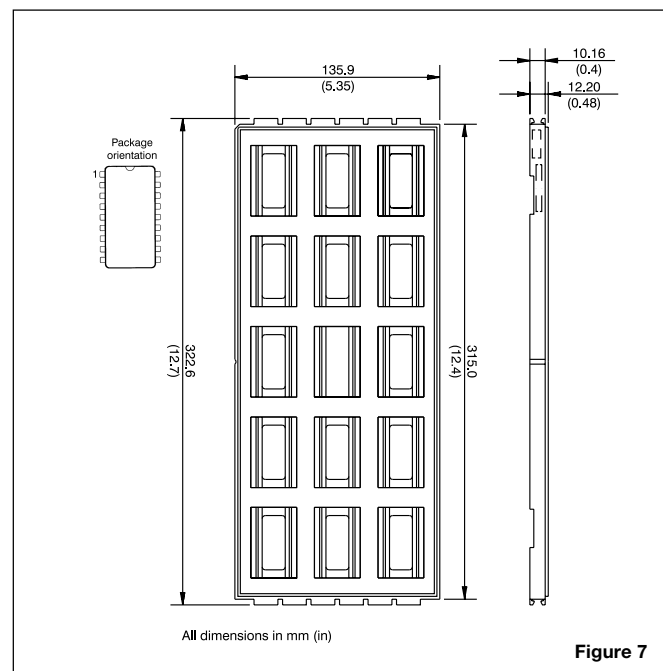 10.16
(0.4)
135.9
(5.35)
12.20
(0.48)
Package
orientation
1
322.6
(12.7)
315.0
(12.4)
All dimensions in mm (in)
Figure 7